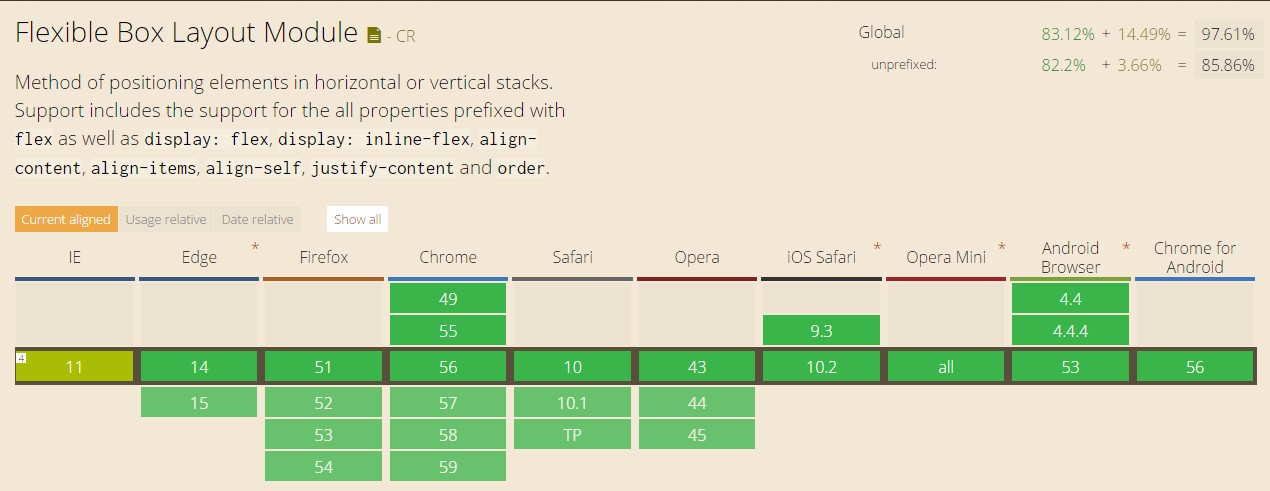 Flexible Box Layout Module - CR
Global 83.12% + 14.49% = 97.61%
unprefixed: 82.2% + 3.66% = 85.86%
Method of positioning elements in horizontal or vertical stacks.
Support includes the support for the all properties prefixed with
flex as well as display: flex, display: inline-flex, align-
content, align-items, align-self, justify-content and order.
Current aligned Usage relative Date relative Show all
IE Edge * Firefox Chrome Safari Opera iOS Safari * Opera Mini * Android Browser * Chrome for Android
49 4.4
55 9.3 4.4.4
4 11 14 51 56 10 43 10.2 all 53 56
15 52 57 10.1 44
53 58 TP 45
54 59